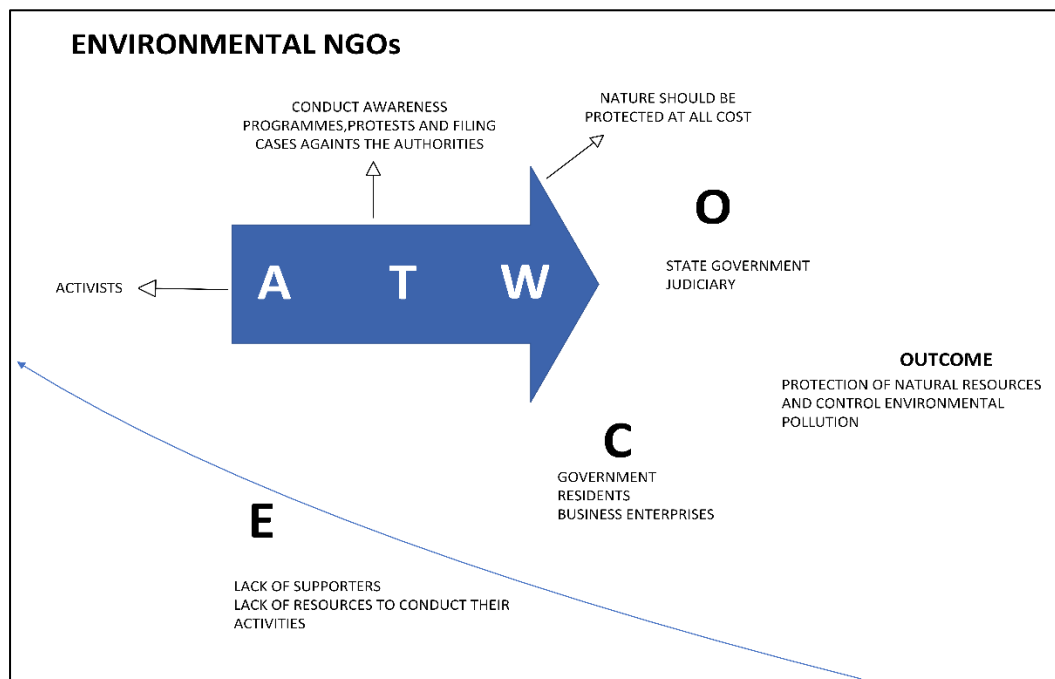 ENVIRONMENTAL NGOs
CONDUCT AWARENESS
PROGRAMMES,PROTESTS AND FILING
CASES AGAINTS THE AUTHORITIES
NATURE SHOULD BE
PROTECTED AT ALL COST
ACTIVISTS
A T W
O
STATE GOVERNMENT
JUDICIARY
OUTCOME
PROTECTION OF NATURAL RESOURCES
AND CONTROL ENVIRONMENTAL
POLLUTION
C
GOVERNMENT
RESIDENTS
BUSINESS ENTERPRISES
E
LACK OF SUPPORTERS
LACK OF RESOURCES TO CONDUCT THEIR
ACTIVITIES